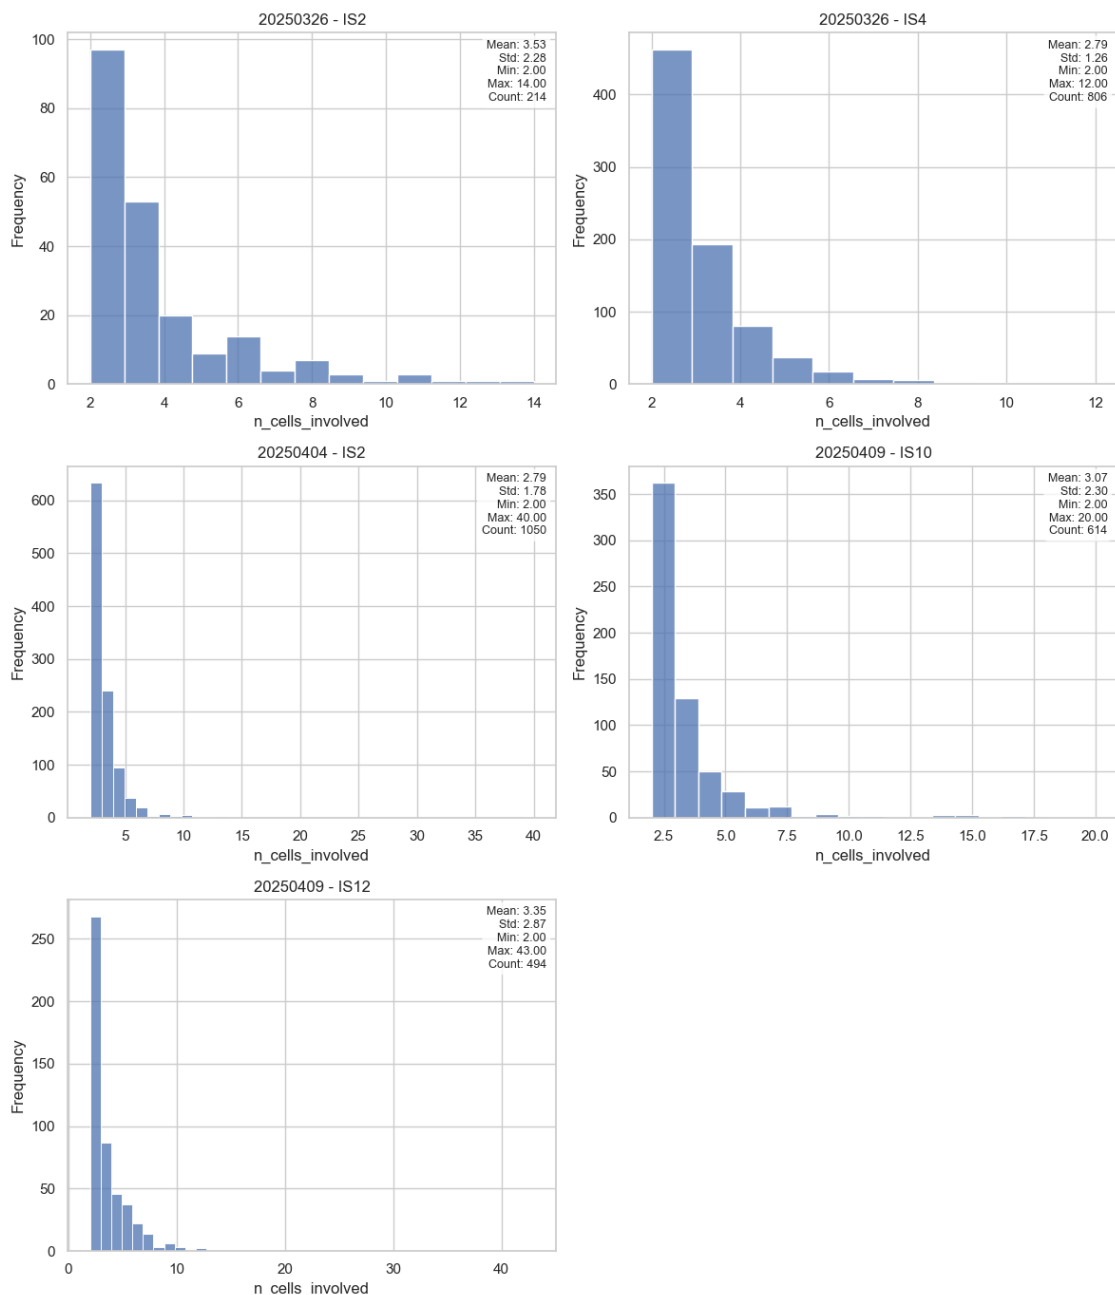 20250326 - IS2
Mean: 3.53
Std: 2.28
Min: 2.00
Max: 14.00
Count: 214
100
80
60
40
20
0
Frequency
2 4 6 8 10 12 14
n_cells_involved
20250326 - IS4
Mean: 2.79
Std: 1.26
Min: 2.00
Max: 12.00
Count: 806
400
300
200
100
0
Frequency
2 4 6 8 10 12
n_cells_involved
20250404 - IS2
Mean: 2.79
Std: 1.78
Min: 2.00
Max: 40.00
Count: 1050
600
500
400
300
200
100
0
Frequency
5 10 15 20 25 30 35 40
n_cells_involved
20250409 - IS10
Mean: 3.07
Std: 2.30
Min: 2.00
Max: 20.00
Count: 614
350
300
250
200
150
100
50
0
Frequency
2.5 5.0 7.5 10.0 12.5 15.0 17.5 20.0
n_cells_involved
20250409 - IS12
Mean: 3.35
Std: 2.87
Min: 2.00
Max: 43.00
Count: 494
250
200
150
100
50
0
Frequency
0 10 20 30 40
n_cells_involved